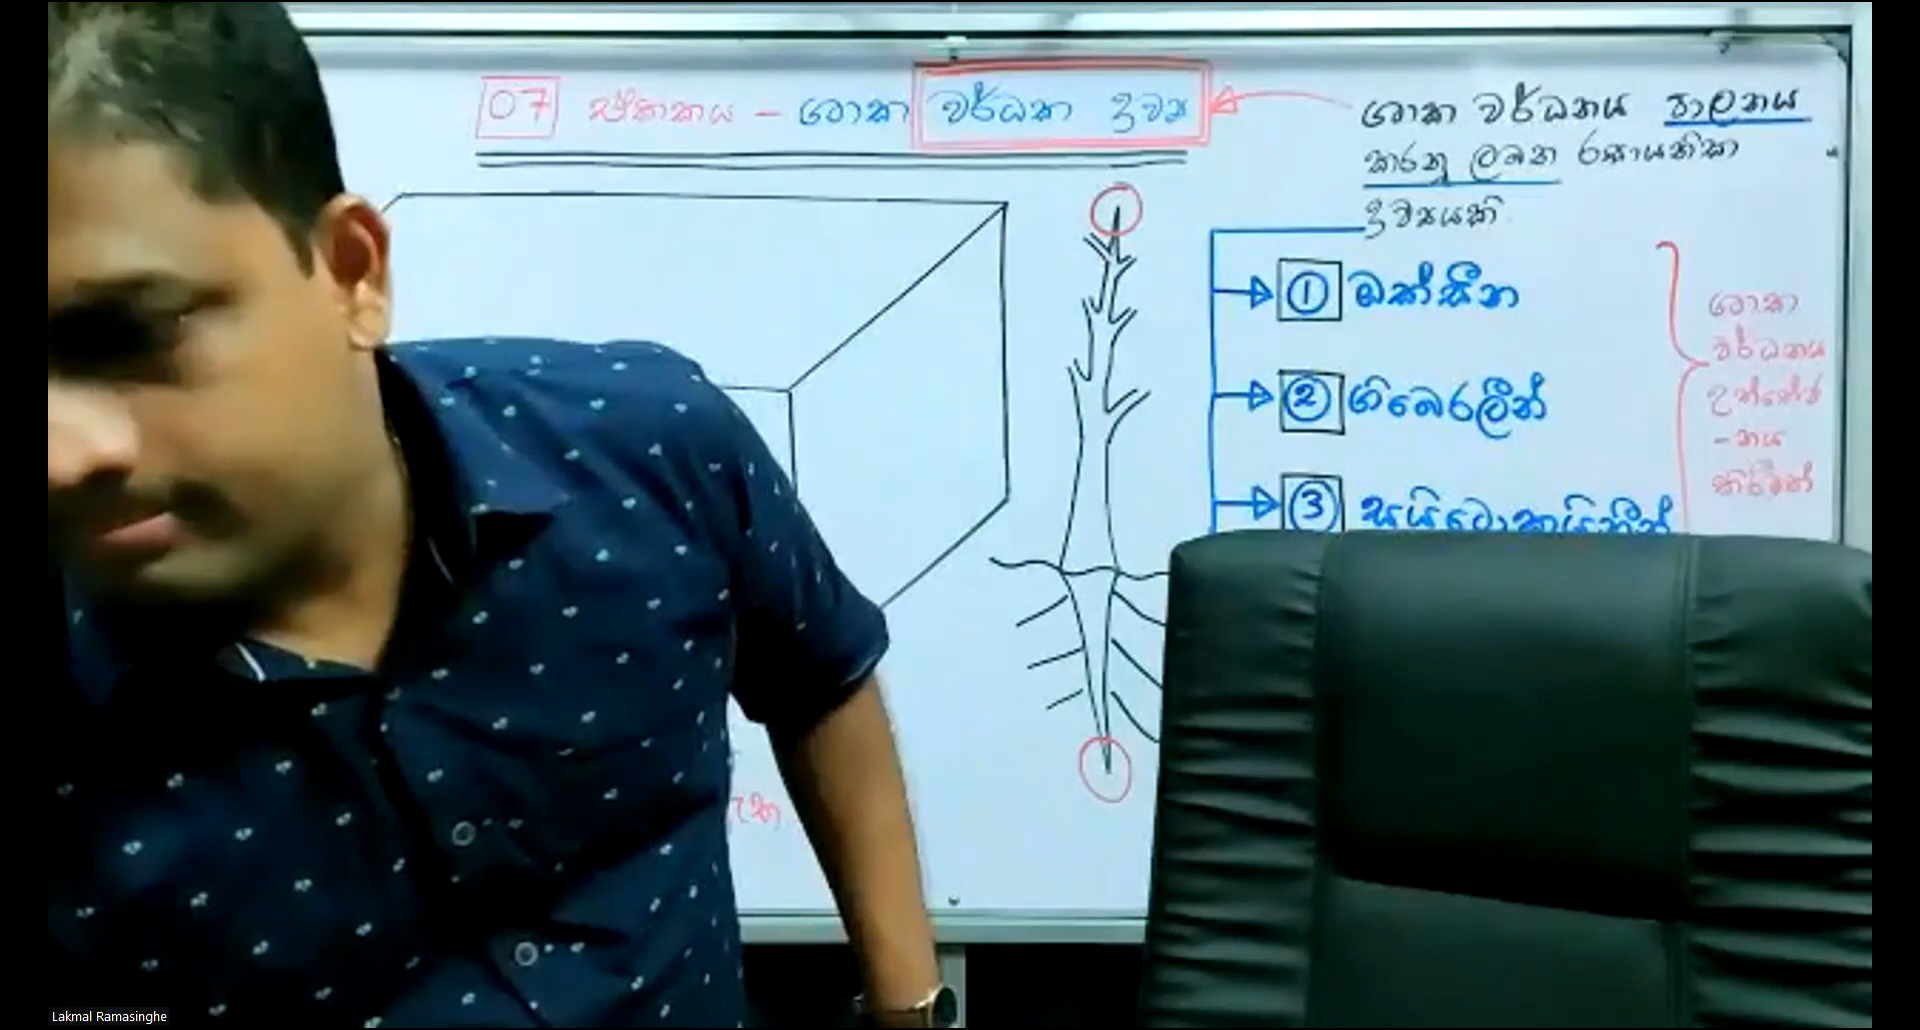 07 ඒකකය - ශාක වර්ධක ද්‍රව්‍ය
ශාක වර්ධනය පාලනය
කරනු ලබන රසායනික
ද්‍රව්‍යයකි.
1 ඔක්සීන
2 ගිබෙරලීන්
3 සයිටොකයිනීන්
ශාක
වර්ධනය
උත්තේජ
- නය
කිරීමක්
Lakmal Ramasinghe